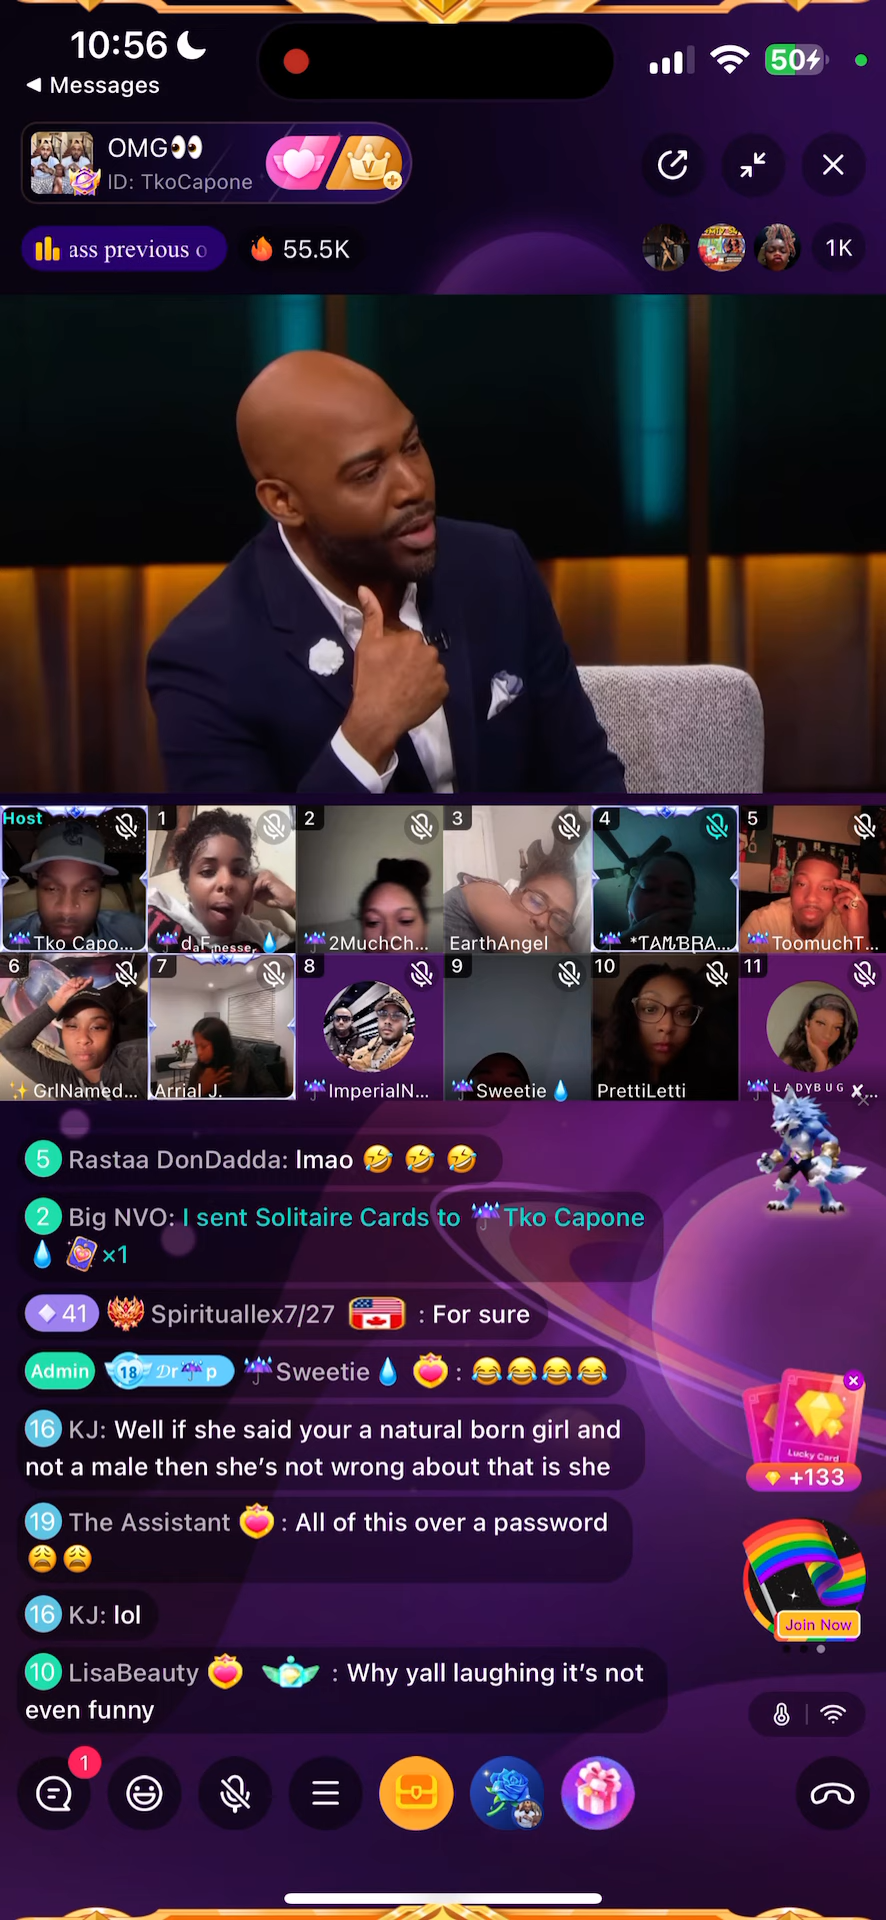 10:56
50
◀ Messages
OMG👀
ID: TkoCapone
ass previous o
55.5K
1K
Host
1
2
3
4
5
☔Tko Capo...
☔dₐFᵢₙₑₛₛₑᵣ 💧
☔2MuchCh...
EarthAngel
☔ *TAMBRA...
☔ToomuchT...
6
7
8
9
10
11
✨ GrlNamed...
Arrial J.
☔ImperialN...
☔Sweetie 💧
PrettiLetti
☔ L A D Y B U G ✘...
5 Rastaa DonDadda: lmao 🤣 🤣 🤣
2 Big NVO: I sent Solitaire Cards to ☔Tko Capone
💧 ×1
41 Spirituallex7/27 : For sure
Admin 18 Dr☔p ☔Sweetie 💧 : 😂😂😂😂
16 KJ: Well if she said your a natural born girl and
not a male then she's not wrong about that is she
19 The Assistant : All of this over a password
😩😩
16 KJ: lol
10 LisaBeauty : Why yall laughing it's not
even funny
Lucky Card
+133
Join Now
1